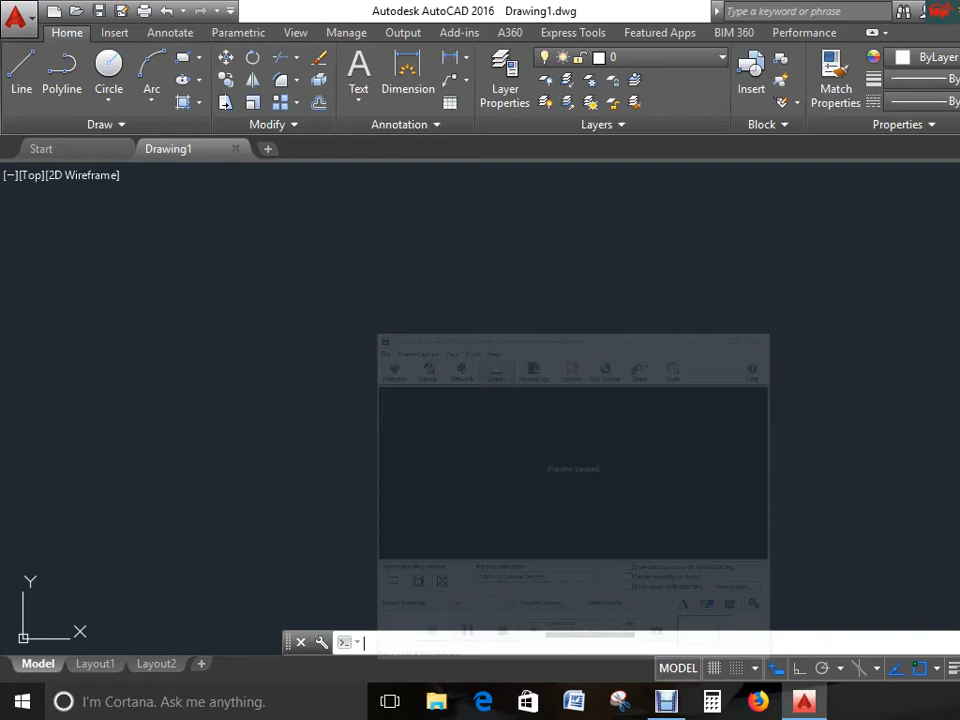 Autodesk AutoCAD 2016 Drawing1.dwg
Type a keyword or phrase
Home Insert Annotate Parametric View Manage Output Add-ins A360 Express Tools Featured Apps BIM 360 Performance
0
ByLayer
Line Polyline Circle Arc Text Dimension Layer Properties Insert Match Properties
Draw Modify Annotation Layers Block Properties
Start Drawing1
[−][Top][2D Wireframe]
Help
Preview paused
Y
X
Model Layout1 Layout2
MODEL
I'm Cortana. Ask me anything.